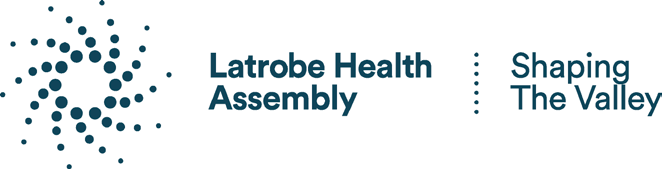 Latrobe Health
Assembly
Shaping
The Valley